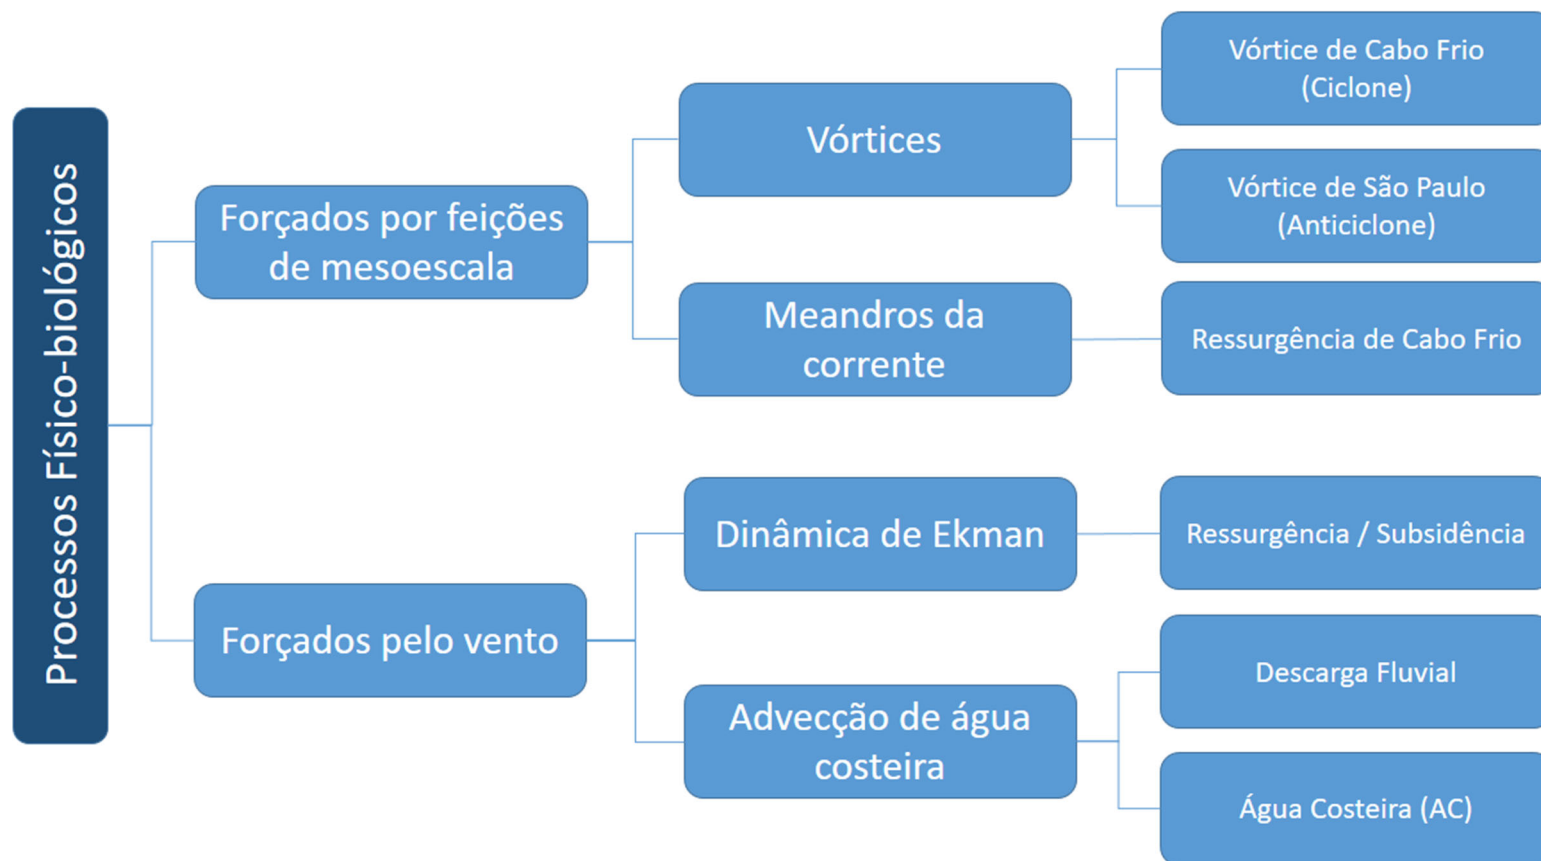 Processos Físico-biológicos
Forçados por feições
de mesoescala
Vórtices
Vórtice de Cabo Frio
(Ciclone)
Vórtice de São Paulo
(Anticiclone)
Meandros da
corrente
Ressurgência de Cabo Frio
Forçados pelo vento
Dinâmica de Ekman
Ressurgência / Subsidência
Advecção de água
costeira
Descarga Fluvial
Água Costeira (AC)